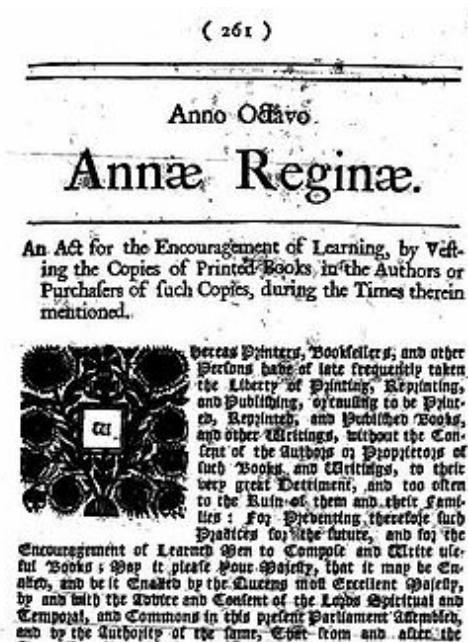 ( 261 )
Anno Octavo
Annæ Reginæ.
An Act for the Encouragement of Learning, by Veſt-
ing the Copies of Printed Books in the Authors or
Purchaſers of ſuch Copies, during the Times therein
mentioned.
Whereas Printers, Bookſellers, and other
Perſons have of late frequently taken
the Liberty of Printing, Reprinting,
and Publiſhing, or cauſing to be Print-
ed, Reprinted, and Publiſhed Books,
and other Writings, without the Con-
ſent of the Authors or Proprietors of
ſuch Books and Writings, to their
very great Detriment, and too often
to the Ruin of them and their Fami-
lies : For Preventing therefore ſuch
Practices for the future, and for the
Encouragement of Learned Men to Compoſe and Write uſe-
ful Books ; May it pleaſe Your Majeſty, that it may be En-
acted, and be it Enacted by the Queens moſt Excellent Majeſty,
by and with the Advice and Conſent of the Lords Spiritual and
Temporal, and Commons in this preſent Parliament Aſſembled,
and by the Authority of the ſame, That from and after the